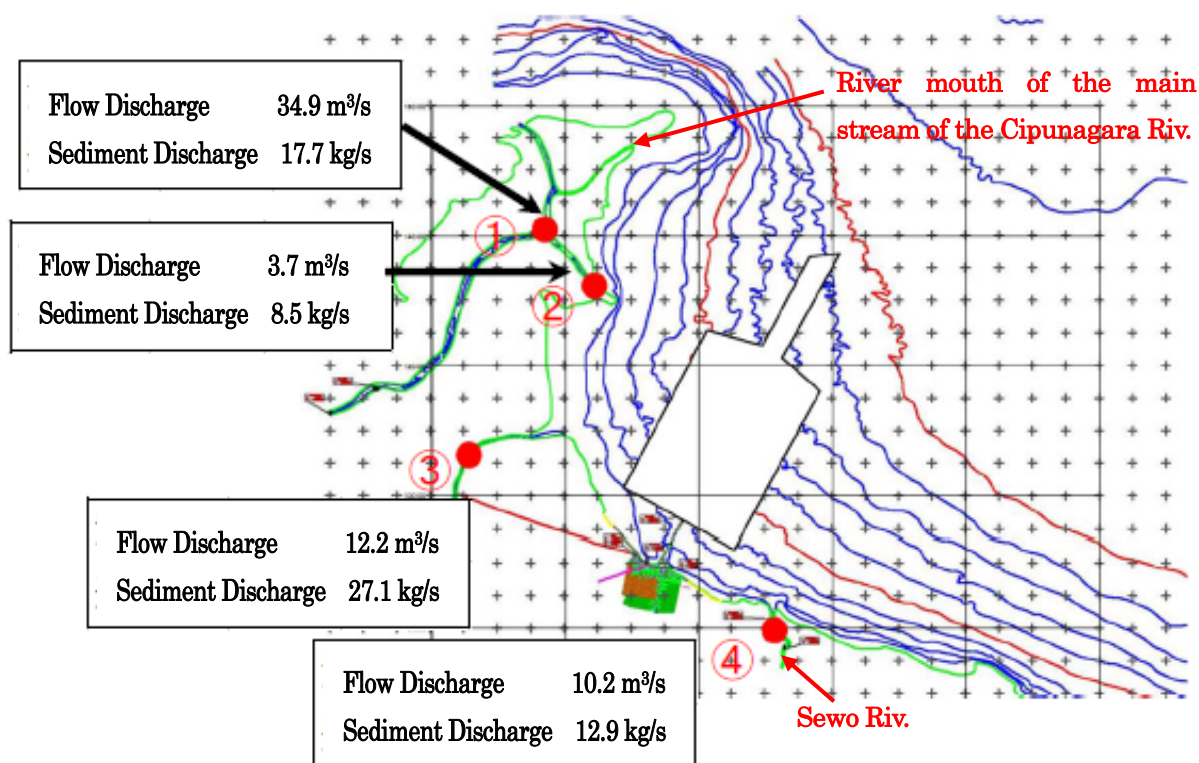 River mouth of the main
stream of the Cipunagara Riv.
Flow Discharge 34.9 m³/s
Sediment Discharge 17.7 kg/s
①
Flow Discharge 3.7 m³/s
Sediment Discharge 8.5 kg/s
②
③
Flow Discharge 12.2 m³/s
Sediment Discharge 27.1 kg/s
④
Flow Discharge 10.2 m³/s
Sediment Discharge 12.9 kg/s
Sewo Riv.